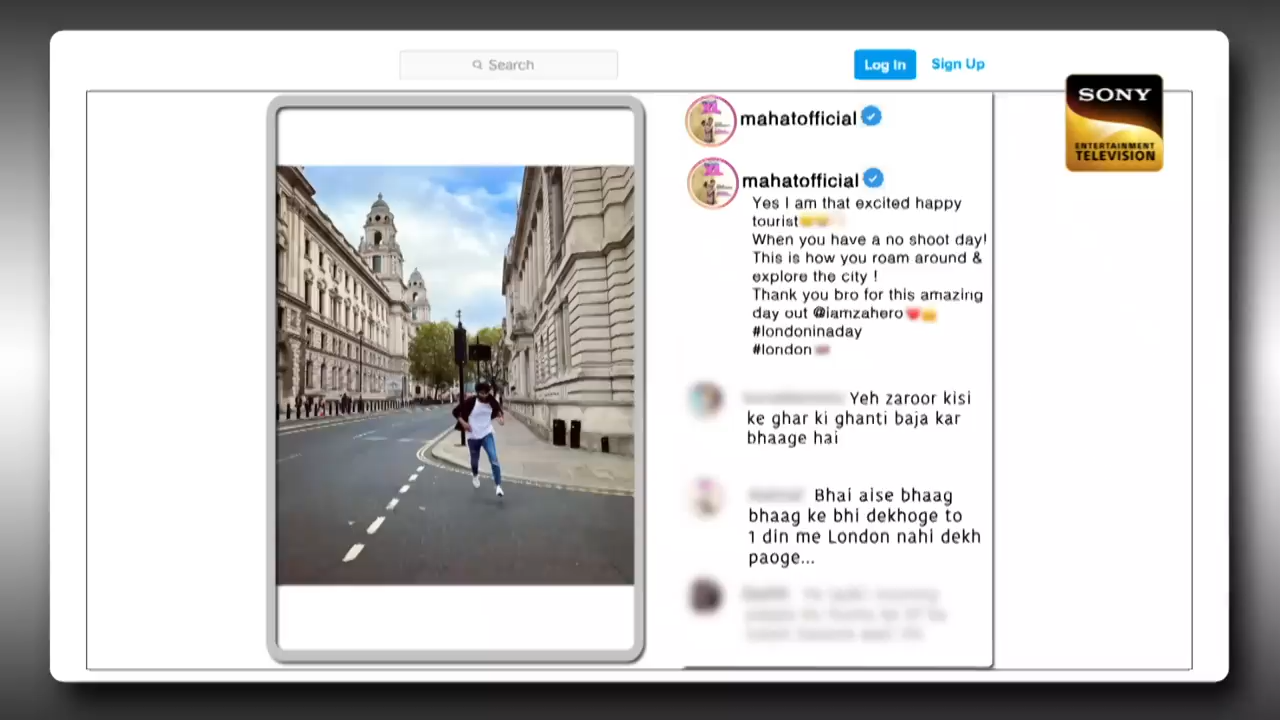 Search
Log In
Sign Up
SONY
ENTERTAINMENT
TELEVISION
mahatofficial
mahatofficial
Yes I am that excited happy
tourist
When you have a no shoot day!
This is how you roam around &
explore the city !
Thank you bro for this amazing
day out @iamzahero
#londoninaday
#london
Yeh zaroor kisi
ke ghar ki ghanti baja kar
bhaage hai
Bhai aise bhaag
bhaag ke bhi dekhoge to
1 din me London nahi dekh
paoge...